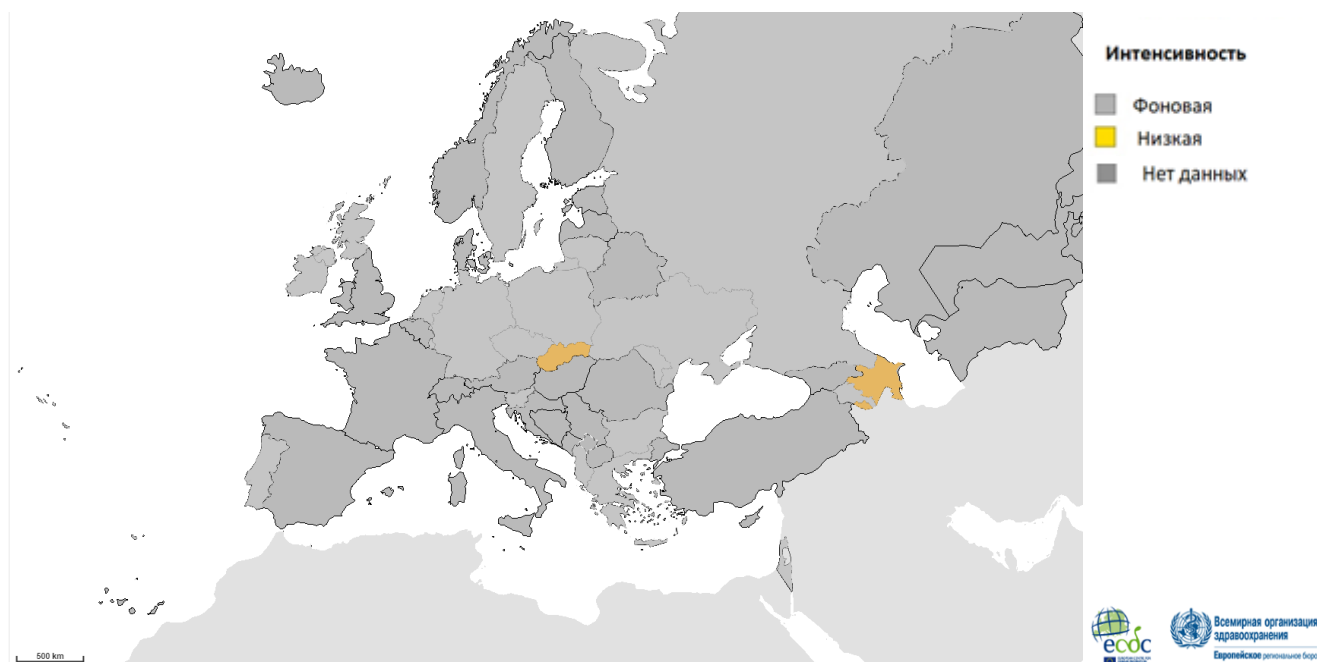 Интенсивность
Фоновая
Низкая
Нет данных
500 km
ecdc
Всемирная организация
здравоохранения
Европейское региональное бюро